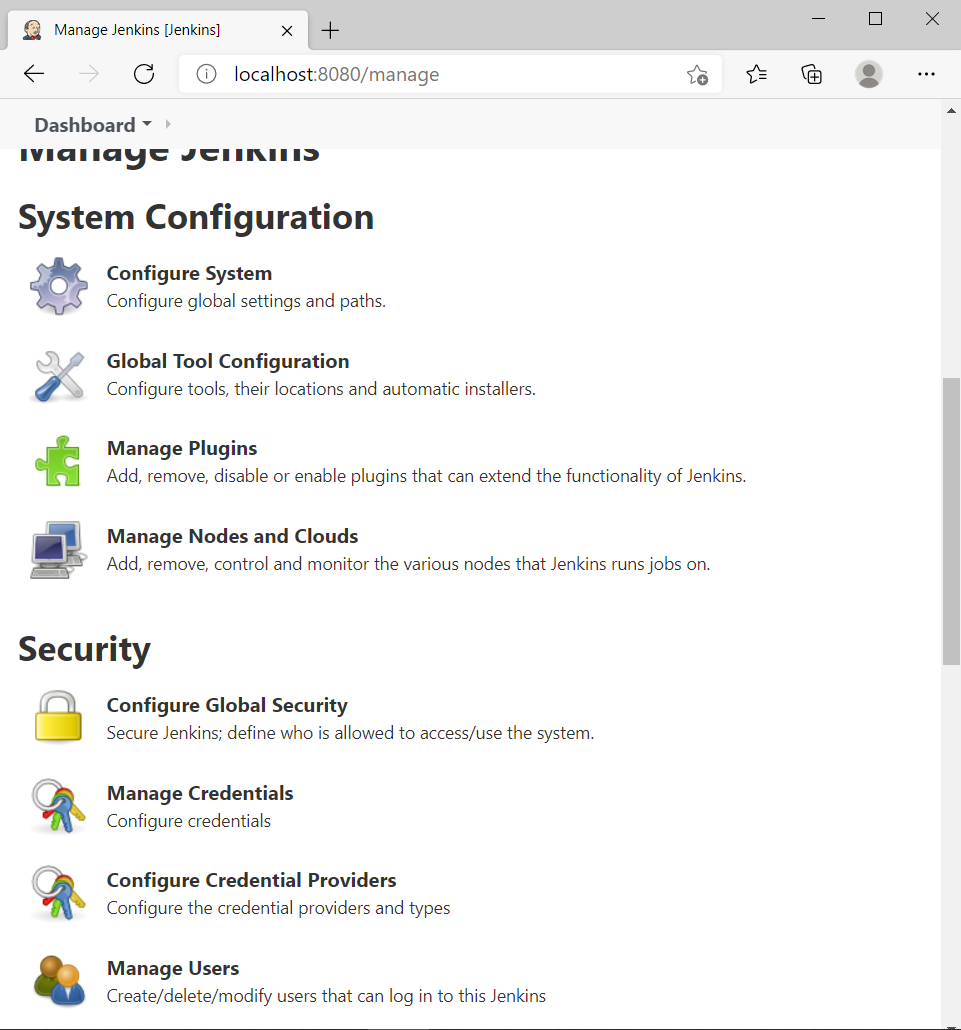 Manage Jenkins [Jenkins]
localhost:8080/manage
Dashboard
Manage Jenkins
System Configuration
Configure System
Configure global settings and paths.
Global Tool Configuration
Configure tools, their locations and automatic installers.
Manage Plugins
Add, remove, disable or enable plugins that can extend the functionality of Jenkins.
Manage Nodes and Clouds
Add, remove, control and monitor the various nodes that Jenkins runs jobs on.
Security
Configure Global Security
Secure Jenkins; define who is allowed to access/use the system.
Manage Credentials
Configure credentials
Configure Credential Providers
Configure the credential providers and types
Manage Users
Create/delete/modify users that can log in to this Jenkins